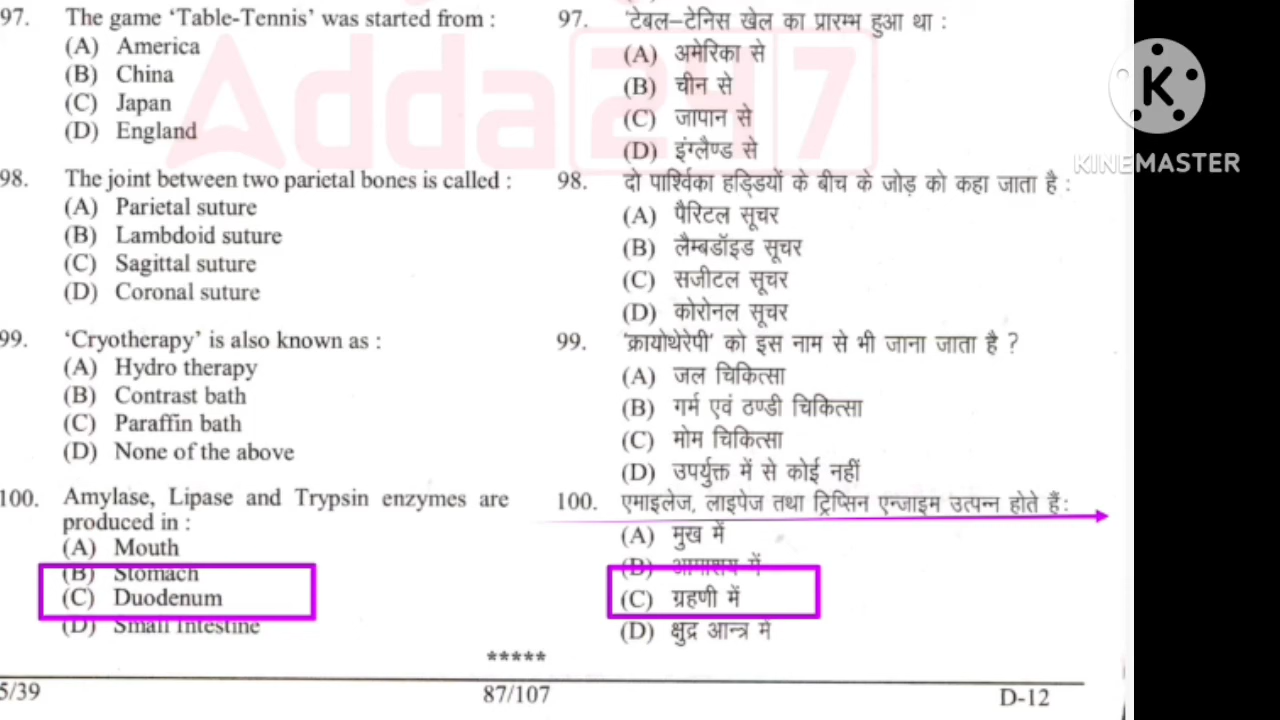 97. The game ‘Table-Tennis’ was started from :
(A) America
(B) China
(C) Japan
(D) England
98. The joint between two parietal bones is called :
(A) Parietal suture
(B) Lambdoid suture
(C) Sagittal suture
(D) Coronal suture
99. ‘Cryotherapy’ is also known as :
(A) Hydro therapy
(B) Contrast bath
(C) Paraffin bath
(D) None of the above
100. Amylase, Lipase and Trypsin enzymes are
produced in :
(A) Mouth
(B) Stomach
(C) Duodenum
(D) Small Intestine
97. ‘टेबल–टेनिस खेल का प्रारम्भ हुआ था :
(A) अमेरिका से
(B) चीन से
(C) जापान से
(D) इंग्लैण्ड से
98. दो पार्श्विका हड्डियों के बीच के जोड़ को कहा जाता है :
(A) पैरिटल सूचर
(B) लैम्बडॉइड सूचर
(C) सजीटल सूचर
(D) कोरोनल सूचर
99. ‘क्रायोथेरेपी’ को इस नाम से भी जाना जाता है ?
(A) जल चिकित्सा
(B) गर्म एवं ठण्डी चिकित्सा
(C) मोम चिकित्सा
(D) उपर्युक्त में से कोई नहीं
100. एमाइलेज, लाइपेज तथा ट्रिप्सिन एन्जाइम उत्पन्न होते हैं:
(A) मुख में
(B) आमाशय में
(C) ग्रहणी में
(D) क्षुद्र आन्त्र में
*****
5/39 87/107 D-12
Adda247
K
KINEMASTER